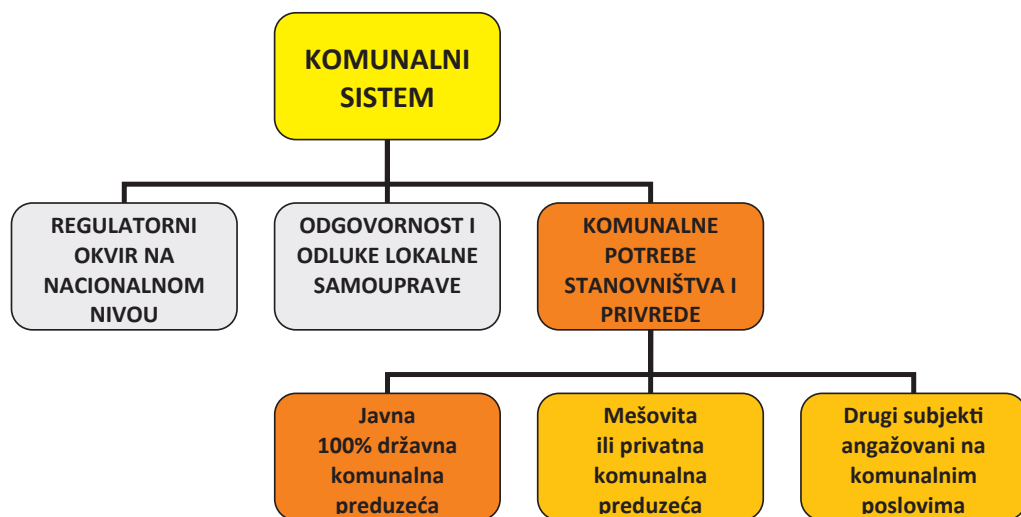 KOMUNALNI
SISTEM
REGULATORNI
OKVIR NA
NACIONALNOM
NIVOU
ODGOVORNOST I
ODLUKE LOKALNE
SAMOUPRAVE
KOMUNALNE
POTREBE
STANOVNIŠTVA I
PRIVREDE
Javna
100% državna
komunalna
preduzeća
Mešovita
ili privatna
komunalna
preduzeća
Drugi subjekti
angažovani na
komunalnim
poslovima